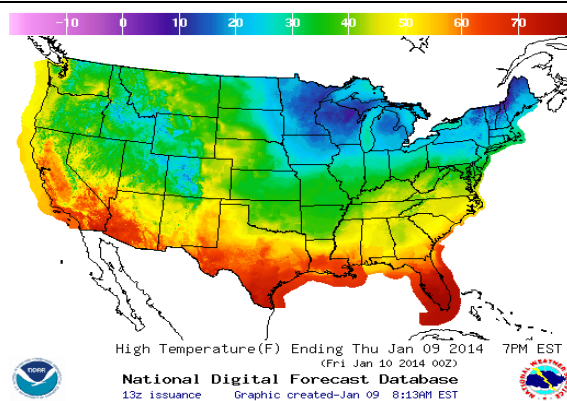 -10 0 10 20 30 40 50 60 70
High Temperature(F) Ending Thu Jan 09 2014 7PM EST
(Fri Jan 10 2014 00Z)
National Digital Forecast Database
13z issuance Graphic created-Jan 09 8:13AM EST
NOAA